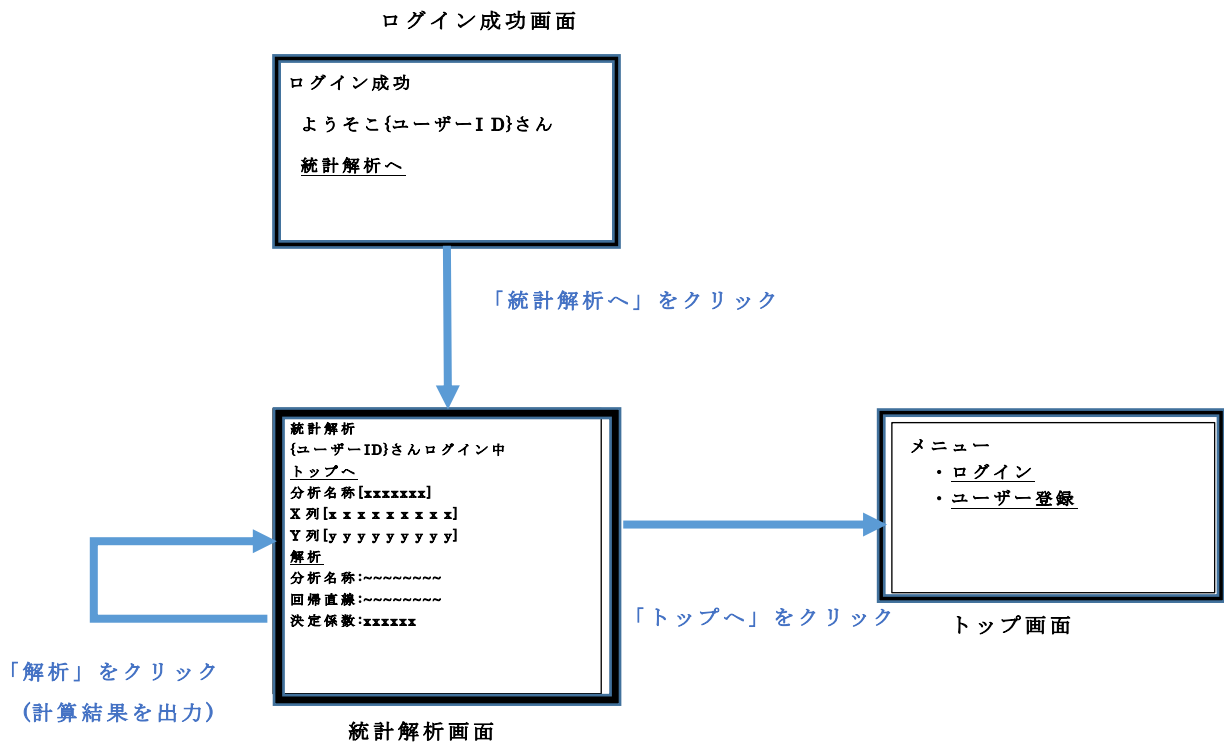 ログイン成功画面
ログイン成功
ようこそ{ユーザーID}さん
統計解析へ
「統計解析へ」をクリック
統計解析
{ユーザーID}さんログイン中
トップへ
分析名称[xxxxxxx]
X列[x x x x x x x x x]
Y列[y y y y y y y y y]
解析
分析名称:~~~~~~~~
回帰直線:~~~~~~~~
決定係数:xxxxxx
統計解析画面
「解析」をクリック
(計算結果を出力)
「トップへ」をクリック
メニュー
・ログイン
・ユーザー登録
トップ画面